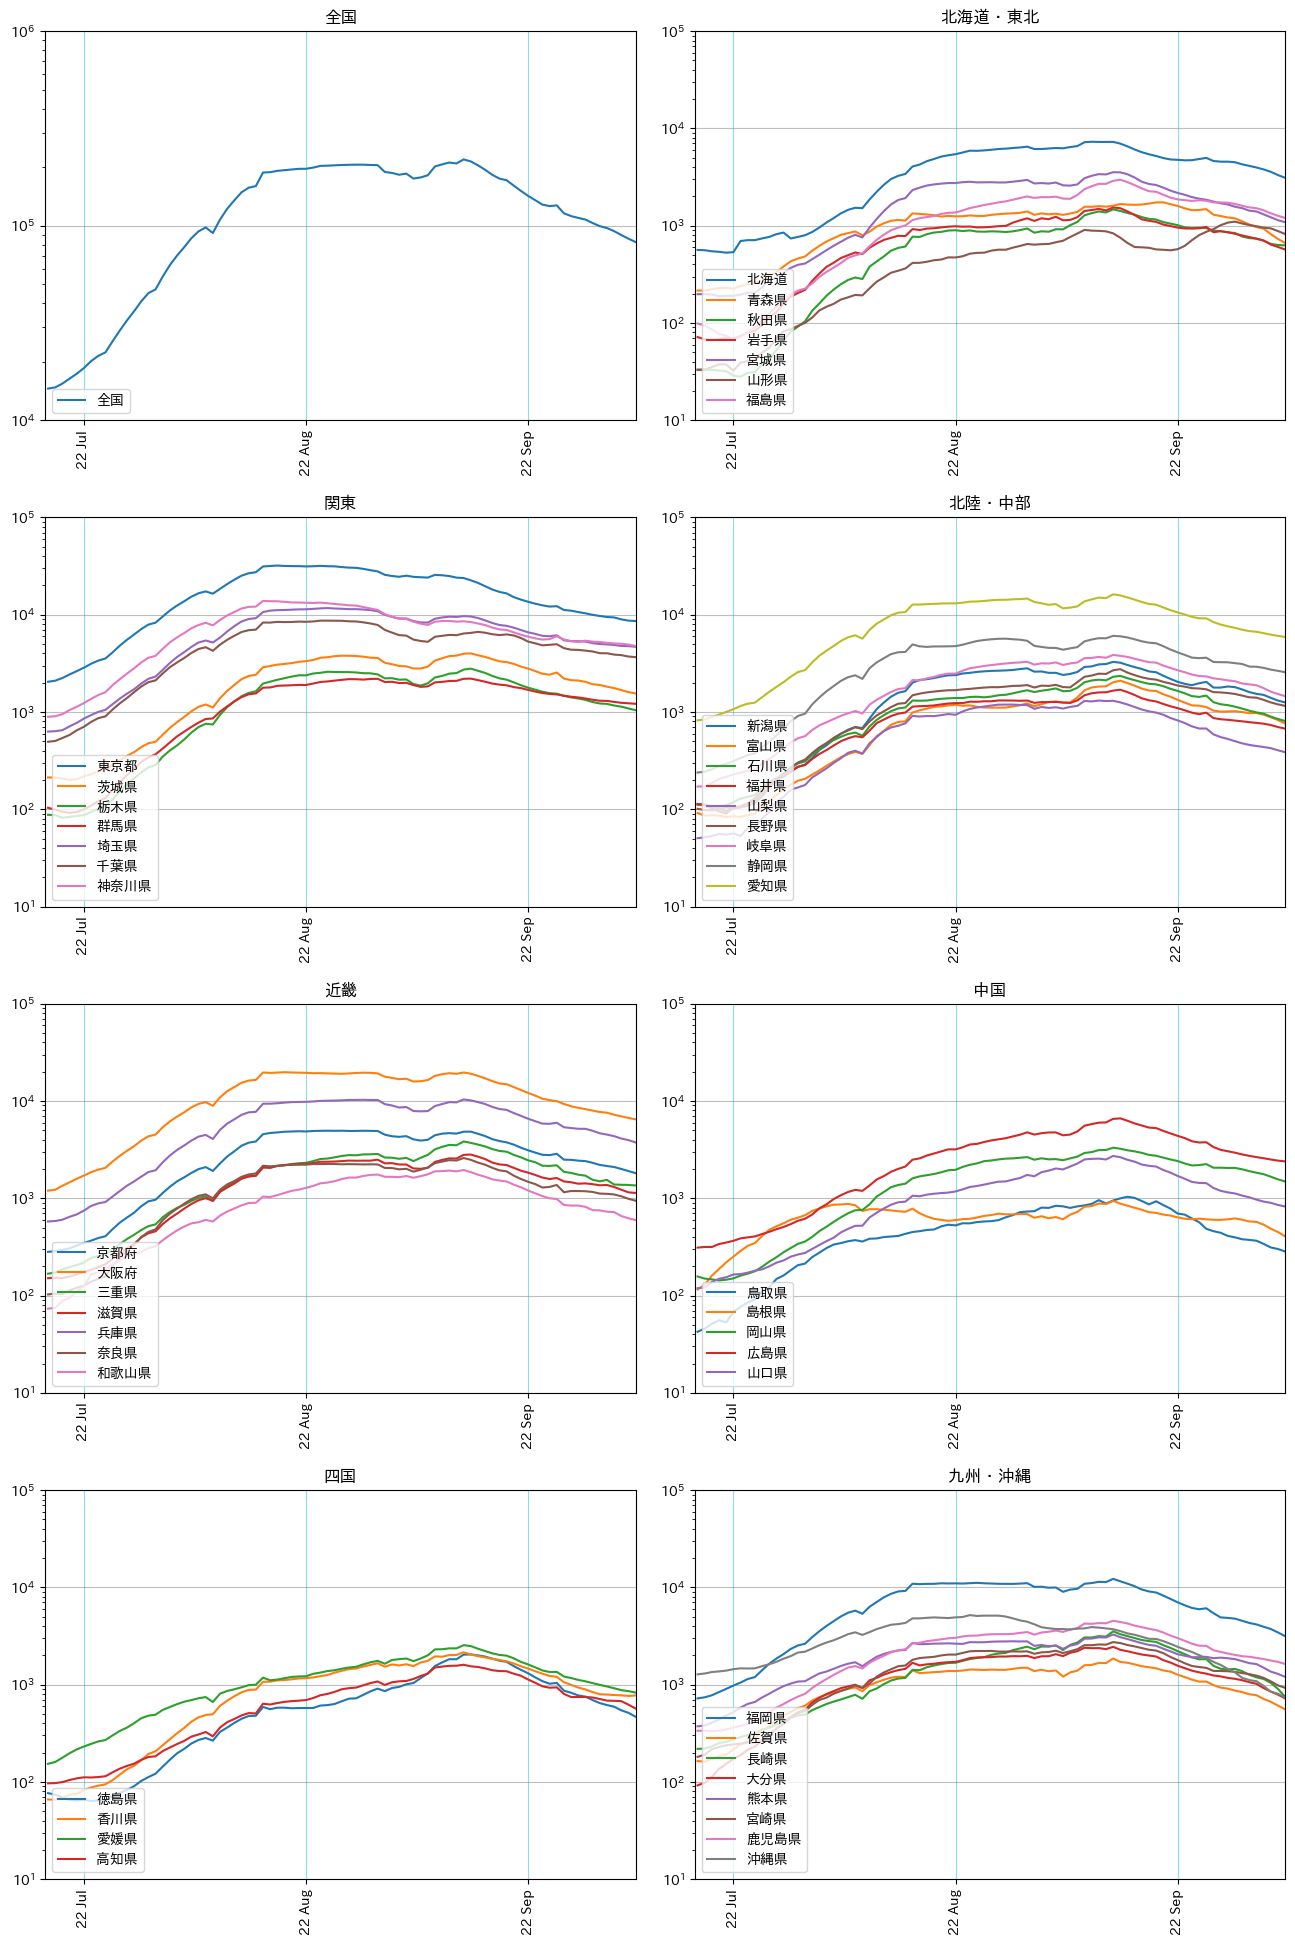 全国
10^6
10^5
10^4
全国
22 Jul
22 Aug
22 Sep
北海道・東北
10^5
10^4
10^3
10^2
10^1
北海道
青森県
秋田県
岩手県
宮城県
山形県
福島県
22 Jul
22 Aug
22 Sep
関東
10^5
10^4
10^3
10^2
10^1
東京都
茨城県
栃木県
群馬県
埼玉県
千葉県
神奈川県
22 Jul
22 Aug
22 Sep
北陸・中部
10^5
10^4
10^3
10^2
10^1
新潟県
富山県
石川県
福井県
山梨県
長野県
岐阜県
静岡県
愛知県
22 Jul
22 Aug
22 Sep
近畿
10^5
10^4
10^3
10^2
10^1
京都府
大阪府
三重県
滋賀県
兵庫県
奈良県
和歌山県
22 Jul
22 Aug
22 Sep
中国
10^5
10^4
10^3
10^2
10^1
鳥取県
島根県
岡山県
広島県
山口県
22 Jul
22 Aug
22 Sep
四国
10^5
10^4
10^3
10^2
10^1
徳島県
香川県
愛媛県
高知県
22 Jul
22 Aug
22 Sep
九州・沖縄
10^5
10^4
10^3
10^2
10^1
福岡県
佐賀県
長崎県
大分県
熊本県
宮崎県
鹿児島県
沖縄県
22 Jul
22 Aug
22 Sep